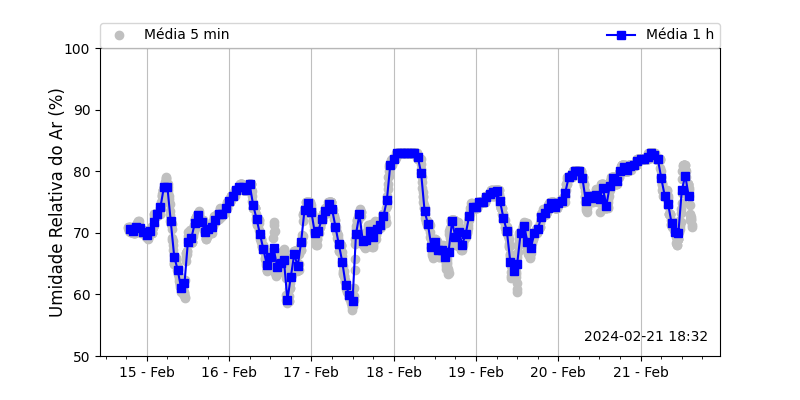 Média 5 min
Média 1 h
Umidade Relativa do Ar (%)
100
90
80
70
60
50
2024-02-21 18:32
15 - Feb
16 - Feb
17 - Feb
18 - Feb
19 - Feb
20 - Feb
21 - Feb